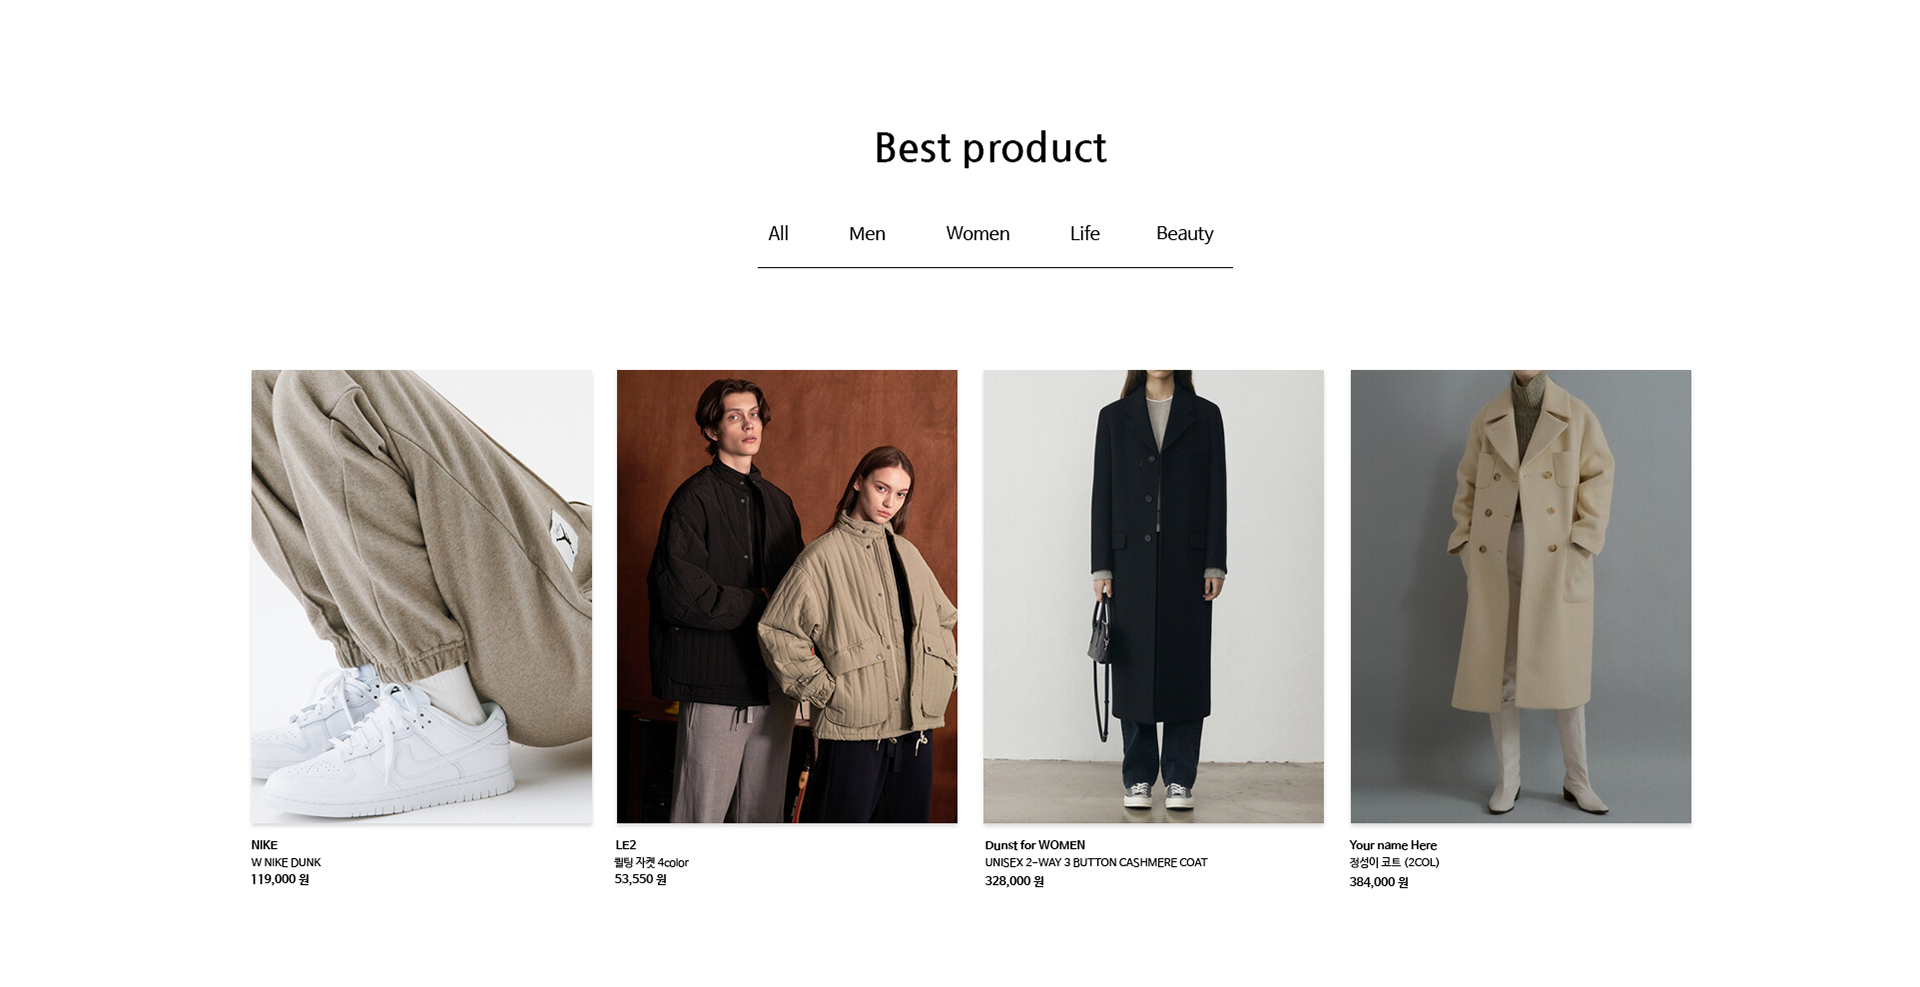 Best product
All Men Women Life Beauty
NIKE
W NIKE DUNK
119,000 원
LE2
퀼팅 자켓 4color
53,550 원
Dunst for WOMEN
UNISEX 2-WAY 3 BUTTON CASHMERE COAT
328,000 원
Your name Here
정성이 코트 (2COL)
384,000 원